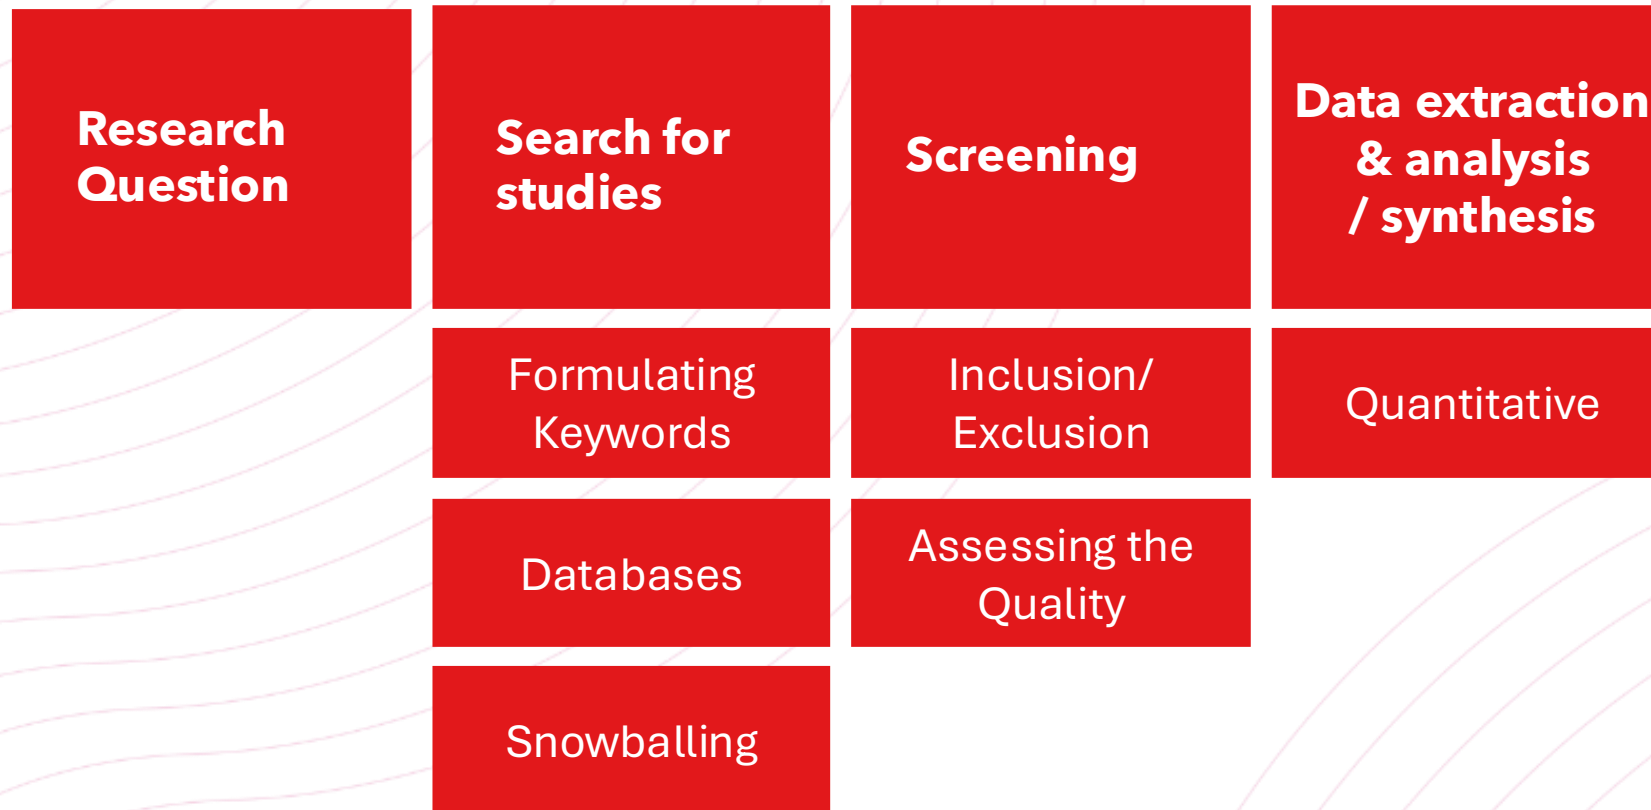 Research
Question
Search for
studies
Screening
Data extraction
& analysis
/ synthesis
Formulating
Keywords
Inclusion/
Exclusion
Quantitative
Databases
Assessing the
Quality
Snowballing